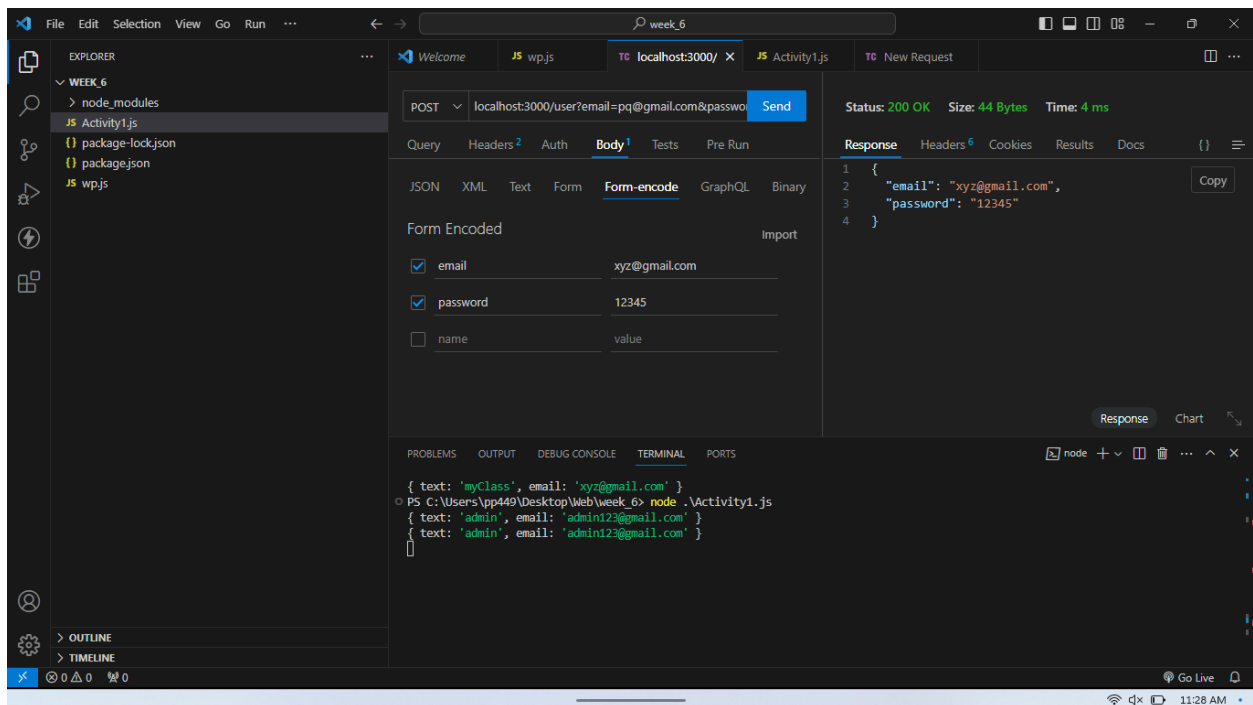 File Edit Selection View Go Run ··· ← → week_6
EXPLORER ···
WEEK_6
> node_modules
JS Activity1.js
{} package-lock.json
{} package.json
JS wp.js
Welcome JS wp.js TC localhost:3000/ × JS Activity1.js TC New Request ···
POST localhost:3000/user?email=pq@gmail.com&passwo Send
Query Headers 2 Auth Body 1 Tests Pre Run
JSON XML Text Form Form-encode GraphQL Binary
Form Encoded
Import
email xyz@gmail.com
password 12345
name value
Status: 200 OK Size: 44 Bytes Time: 4 ms
Response Headers 6 Cookies Results Docs {}
1 {
2 "email": "xyz@gmail.com",
3 "password": "12345"
4 }
Copy
Response Chart
PROBLEMS OUTPUT DEBUG CONSOLE TERMINAL PORTS node ···
{ text: 'myClass', email: 'xyz@gmail.com' }
PS C:\Users\pp449\Desktop\Web\week_6> node .\Activity1.js
{ text: 'admin', email: 'admin123@gmail.com' }
{ text: 'admin', email: 'admin123@gmail.com' }
> OUTLINE
> TIMELINE
0 0 0 Go Live
11:28 AM